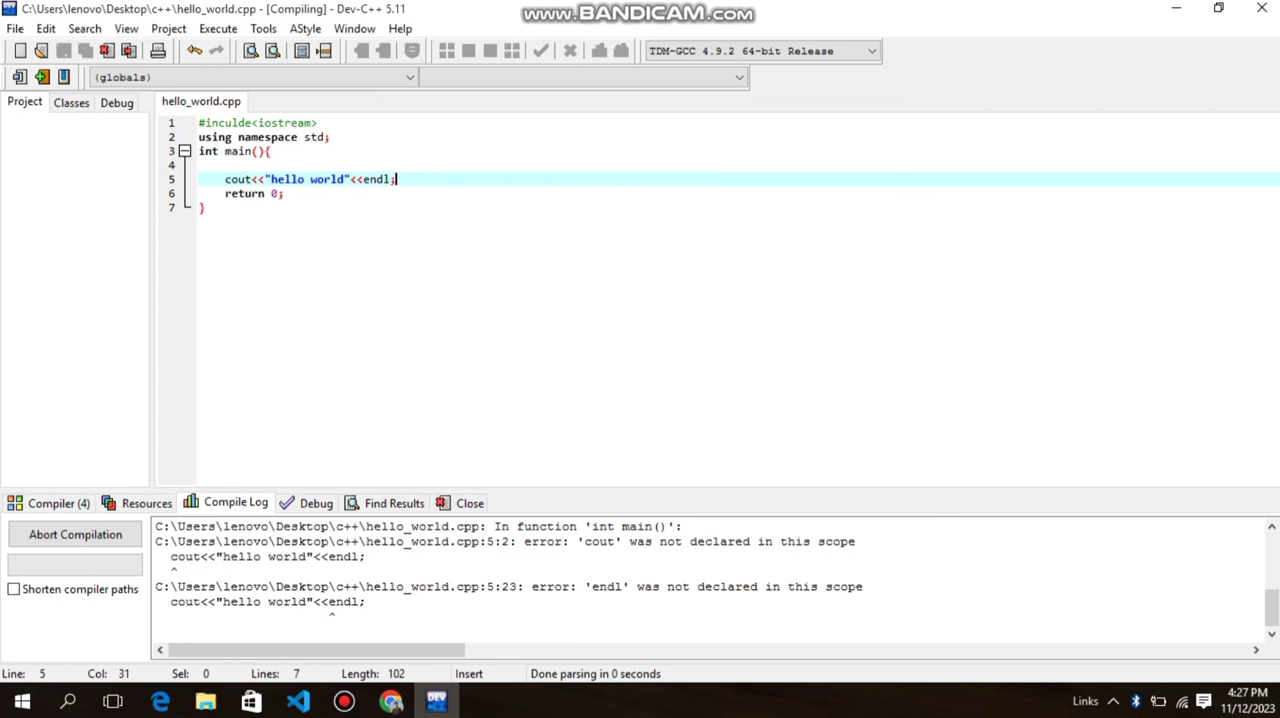 C:\Users\lenovo\Desktop\c++\hello_world.cpp - [Compiling] - Dev-C++ 5.11
www.BANDICAM.com
File Edit Search View Project Execute Tools AStyle Window Help
TDM-GCC 4.9.2 64-bit Release
(globals)
Project Classes Debug
hello_world.cpp
1 #inculde<iostream>
2 using namespace std;
3 int main(){
4
5 cout<<"hello world"<<endl;
6 return 0;
7 }
Compiler (4) Resources Compile Log Debug Find Results Close
Abort Compilation
Shorten compiler paths
C:\Users\lenovo\Desktop\c++\hello_world.cpp: In function 'int main()':
C:\Users\lenovo\Desktop\c++\hello_world.cpp:5:2: error: 'cout' was not declared in this scope
cout<<"hello world"<<endl;
^
C:\Users\lenovo\Desktop\c++\hello_world.cpp:5:23: error: 'endl' was not declared in this scope
cout<<"hello world"<<endl;
^
Line: 5 Col: 31 Sel: 0 Lines: 7 Length: 102 Insert Done parsing in 0 seconds
DEV
Links
4:27 PM
11/12/2023